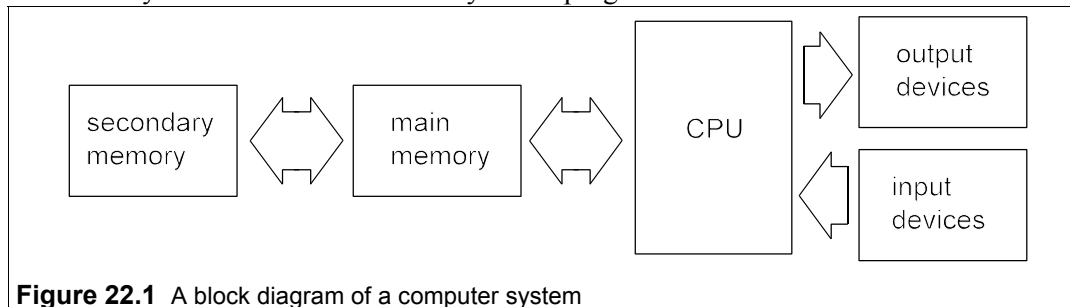 secondary
memory
main
memory
CPU
output
devices
input
devices
Figure 22.1 A block diagram of a computer system